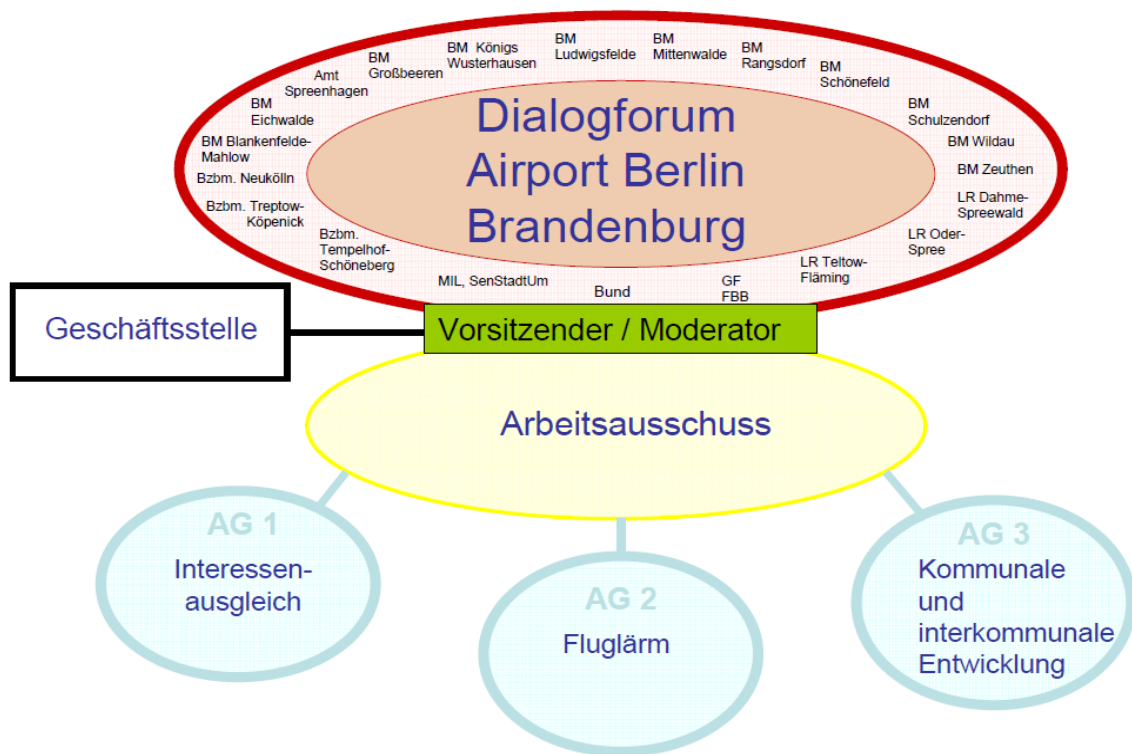 BM Königs
Wusterhausen
BM
Ludwigsfelde
BM
Mittenwalde
BM
Rangsdorf
BM
Schönefeld
BM
Großbeeren
Amt
Spreenhagen
BM
Eichwalde
BM Blankenfelde-
Mahlow
Bzbm. Neukölln
Bzbm. Treptow-
Köpenick
Bzbm.
Tempelhof-
Schöneberg
MIL, SenStadtUm
Bund
GF
FBB
LR Teltow-
Fläming
LR Oder-
Spree
LR Dahme-
Spreewald
BM Zeuthen
BM Wildau
BM
Schulzendorf
Dialogforum
Airport Berlin
Brandenburg
Geschäftsstelle
Vorsitzender / Moderator
Arbeitsausschuss
AG 1
Interessen-
ausgleich
AG 2
Fluglärm
AG 3
Kommunale
und
interkommunale
Entwicklung